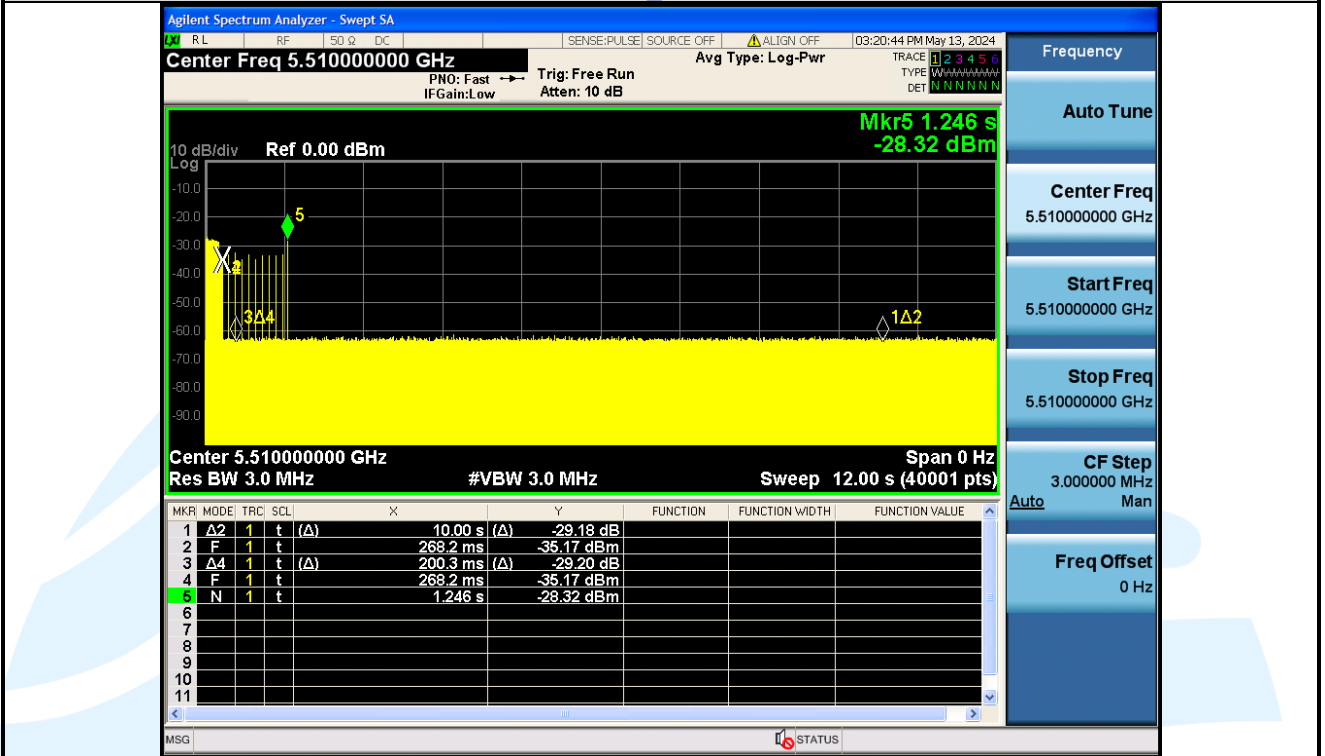 Agilent Spectrum Analyzer - Swept SA
LXI RL RF 50 Ω DC SENSE:PULSE SOURCE OFF ALIGN OFF 03:20:44 PM May 13, 2024
Center Freq 5.510000000 GHz
PNO: Fast
IFGain:Low
Trig: Free Run
Atten: 10 dB
Avg Type: Log-Pwr
TRACE 1 2 3 4 5 6
TYPE
DET N N N N N N
Mkr5 1.246 s
-28.32 dBm
10 dB/div Ref 0.00 dBm
Log
-10.0
-20.0
-30.0
-40.0
-50.0
-60.0
-70.0
-80.0
-90.0
5
3Δ4
1Δ2
Center 5.510000000 GHz Span 0 Hz
Res BW 3.0 MHz #VBW 3.0 MHz Sweep 12.00 s (40001 pts)
MKR MODE TRC SCL X Y FUNCTION FUNCTION WIDTH FUNCTION VALUE
1 Δ2 1 t (Δ) 10.00 s (Δ) -29.18 dB
2 F 1 t 268.2 ms -35.17 dBm
3 Δ4 1 t (Δ) 200.3 ms (Δ) -29.20 dB
4 F 1 t 268.2 ms -35.17 dBm
5 N 1 t 1.246 s -28.32 dBm
6
7
8
9
10
11
MSG STATUS
Frequency
Auto Tune
Center Freq
5.510000000 GHz
Start Freq
5.510000000 GHz
Stop Freq
5.510000000 GHz
CF Step
3.000000 MHz
Auto Man
Freq Offset
0 Hz